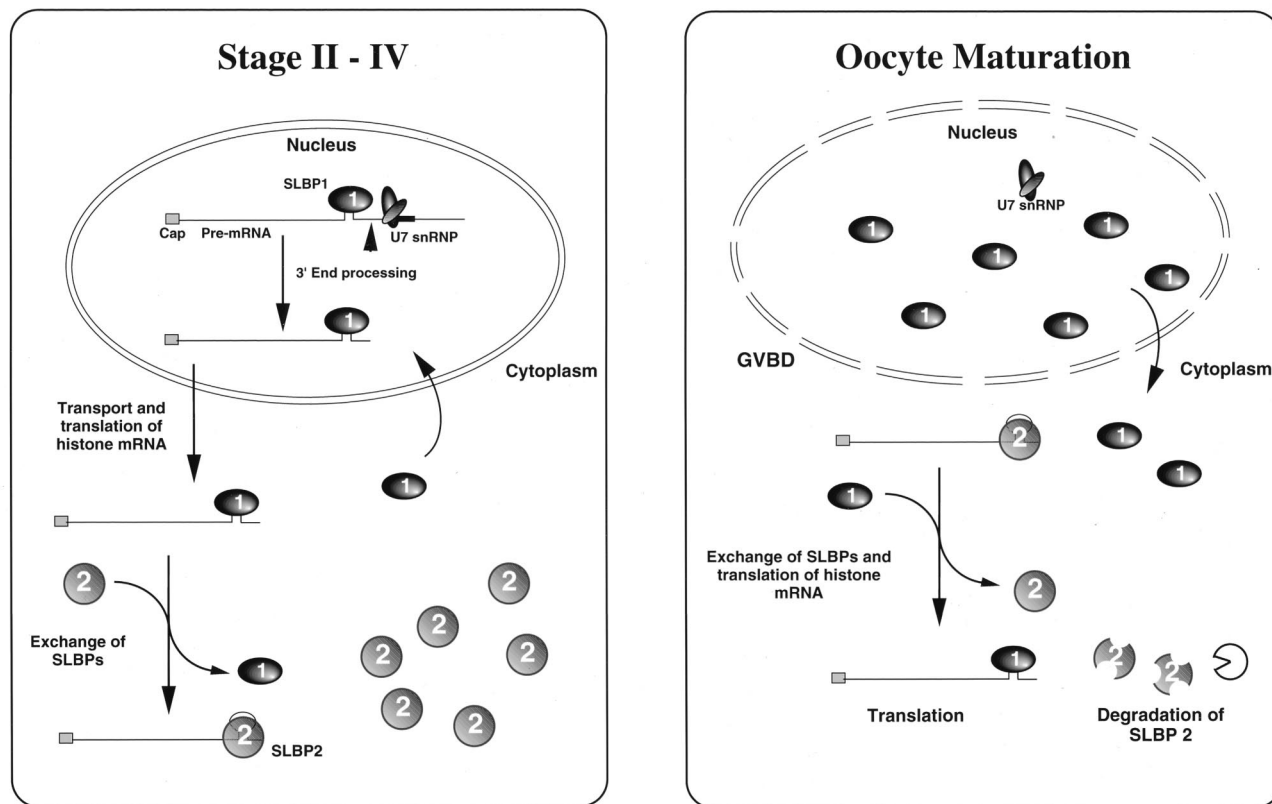 Stage II - IV
Nucleus
SLBP1
1
Cap
Pre-mRNA
U7 snRNP
3' End processing
1
Cytoplasm
Transport and
translation of
histone mRNA
1
1
2
Exchange of
SLBPs
1
2
SLBP2
2
2
2
2
2
2
Oocyte Maturation
Nucleus
U7 snRNP
1
1
1
1
1
1
GVBD
Cytoplasm
2
1
1
1
Exchange of SLBPs and
translation of histone
mRNA
2
1
2
2
Translation
Degradation of
SLBP 2